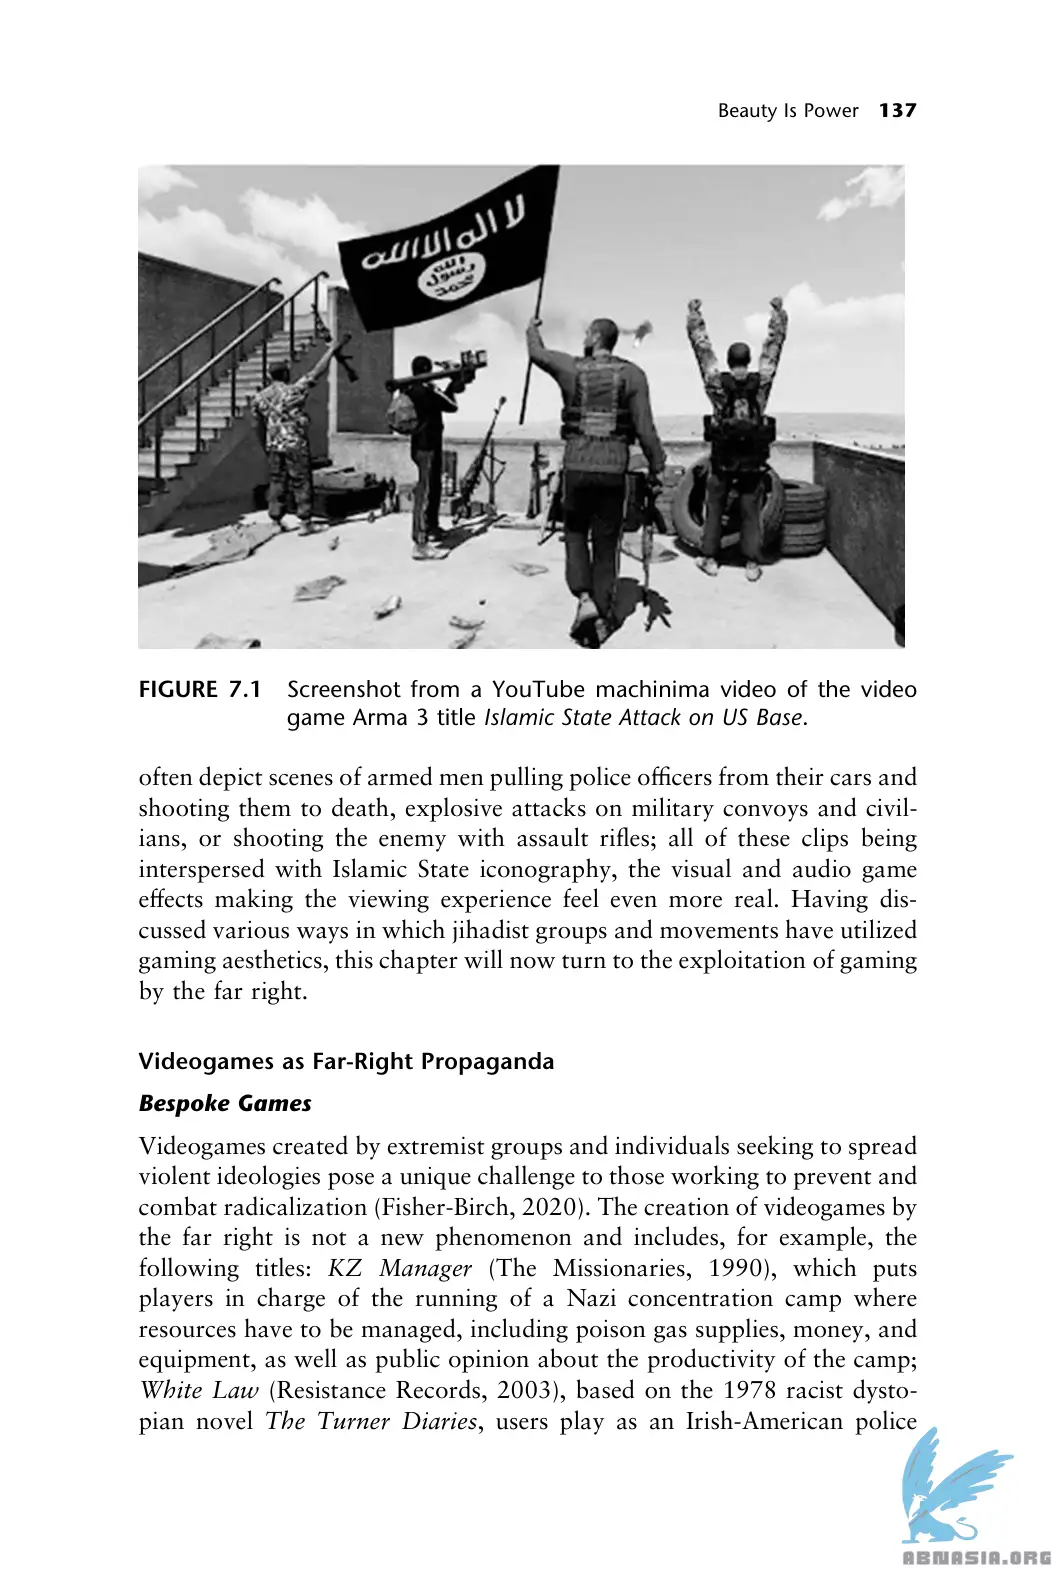 Beauty Is Power 137
لا اله الا الله
الله
رسول
محمد
FIGURE 7.1 Screenshot from a YouTube machinima video of the video
game Arma 3 title Islamic State Attack on US Base.
often depict scenes of armed men pulling police officers from their cars and
shooting them to death, explosive attacks on military convoys and civil-
ians, or shooting the enemy with assault rifles; all of these clips being
interspersed with Islamic State iconography, the visual and audio game
effects making the viewing experience feel even more real. Having dis-
cussed various ways in which jihadist groups and movements have utilized
gaming aesthetics, this chapter will now turn to the exploitation of gaming
by the far right.
Videogames as Far-Right Propaganda
Bespoke Games
Videogames created by extremist groups and individuals seeking to spread
violent ideologies pose a unique challenge to those working to prevent and
combat radicalization (Fisher-Birch, 2020). The creation of videogames by
the far right is not a new phenomenon and includes, for example, the
following titles: KZ Manager (The Missionaries, 1990), which puts
players in charge of the running of a Nazi concentration camp where
resources have to be managed, including poison gas supplies, money, and
equipment, as well as public opinion about the productivity of the camp;
White Law (Resistance Records, 2003), based on the 1978 racist dysto-
pian novel The Turner Diaries, users play as an Irish-American police
ABNASIA.ORG